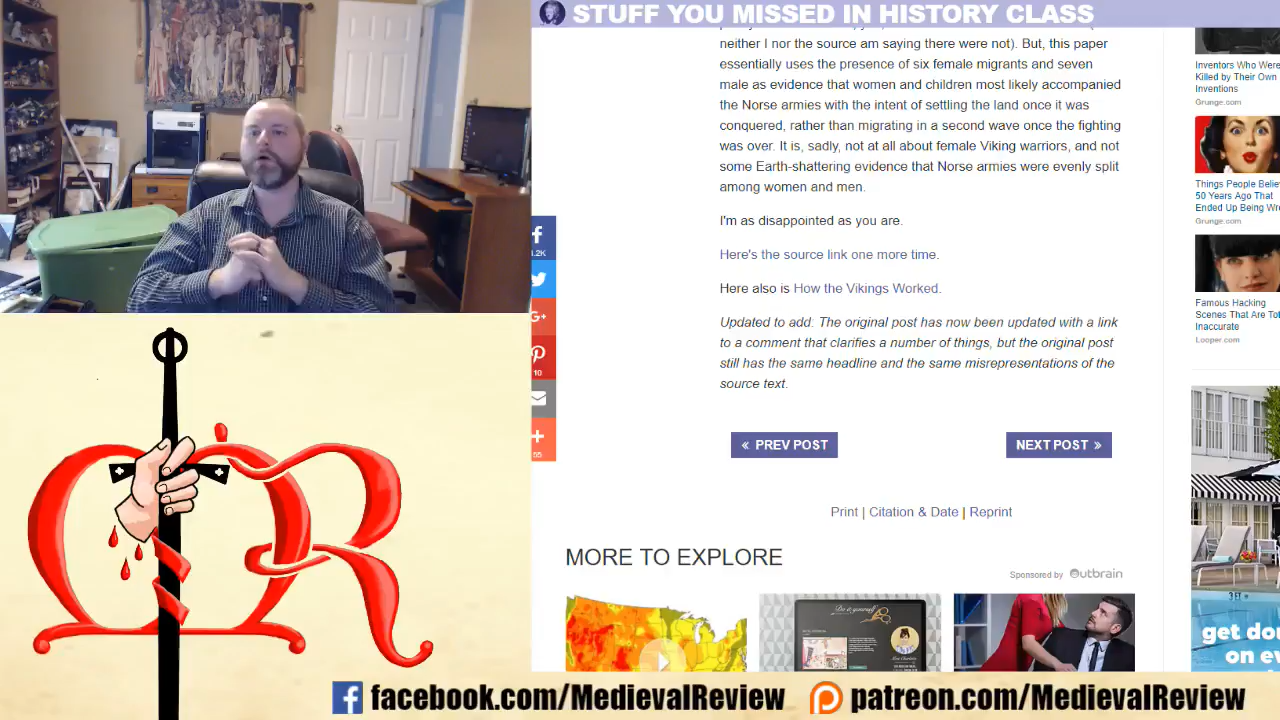 STUFF YOU MISSED IN HISTORY CLASS
neither I nor the source am saying there were not). But, this paper
essentially uses the presence of six female migrants and seven
male as evidence that women and children most likely accompanied
the Norse armies with the intent of settling the land once it was
conquered, rather than migrating in a second wave once the fighting
was over. It is, sadly, not at all about female Viking warriors, and not
some Earth-shattering evidence that Norse armies were evenly split
among women and men.
I'm as disappointed as you are.
Here's the source link one more time.
Here also is How the Vikings Worked.
Updated to add: The original post has now been updated with a link
to a comment that clarifies a number of things, but the original post
still has the same headline and the same misrepresentations of the
source text.
« PREV POST
NEXT POST »
Print | Citation & Date | Reprint
MORE TO EXPLORE
Sponsored by Outbrain
f
.2K
G+
10
55
Inventors Who Were
Killed by Their Own
Inventions
Grunge.com
Things People Believ
50 Years Ago That
Ended Up Being Wr
Grunge.com
Famous Hacking
Scenes That Are Tot
Inaccurate
Looper.com
Do it yourself
get do
on ev
MR
facebook.com/MedievalReview
patreon.com/MedievalReview